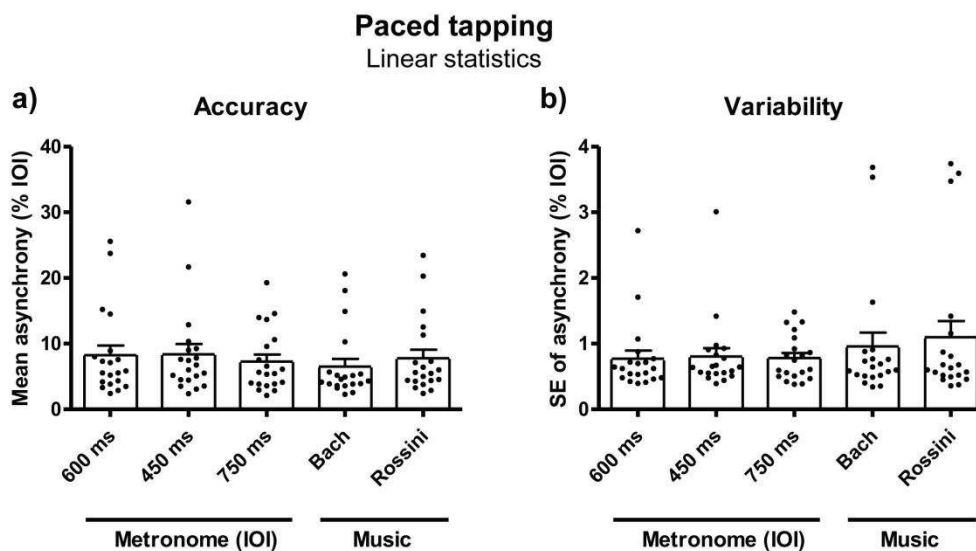 Paced tapping
Linear statistics
a)
Accuracy
Mean asynchrony (% IOI)
40
30
20
10
0
600 ms
450 ms
750 ms
Bach
Rossini
Metronome (IOI)
Music
b)
Variability
SE of asynchrony (% IOI)
4
3
2
1
0
600 ms
450 ms
750 ms
Bach
Rossini
Metronome (IOI)
Music